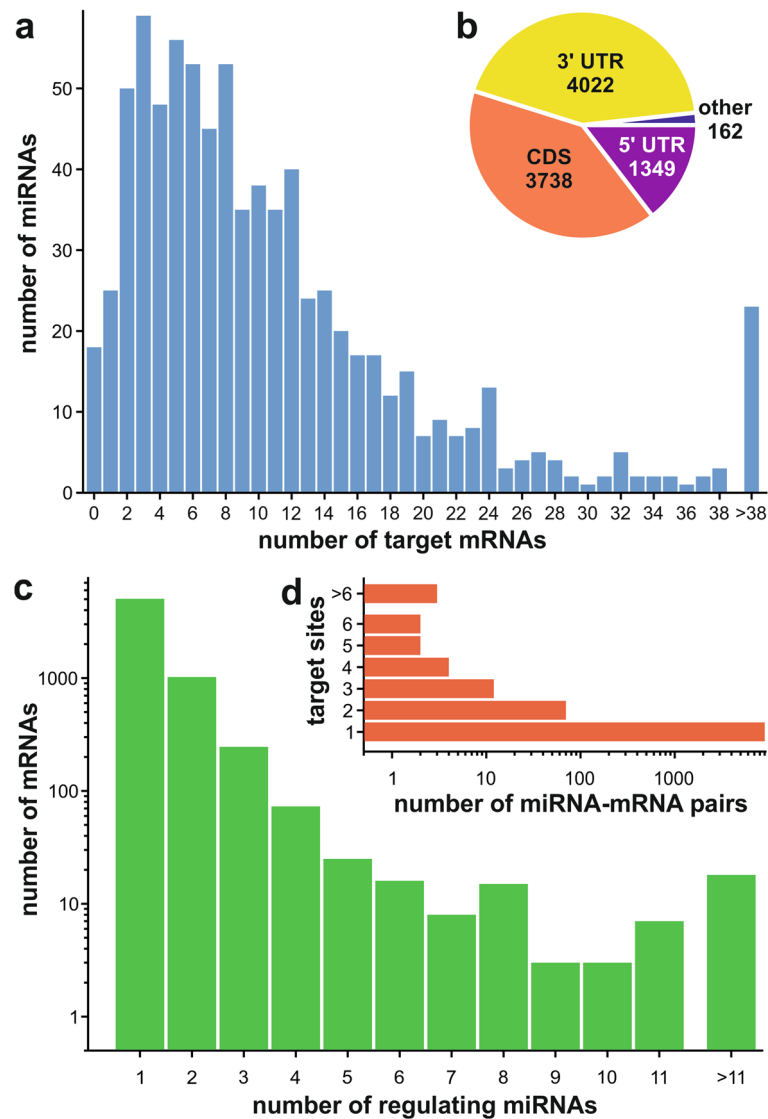 a
number of miRNAs
50
40
30
20
10
0
0 2 4 6 8 10 12 14 16 18 20 22 24 26 28 30 32 34 36 38 >38
number of target mRNAs
b
3' UTR
4022
other
162
5' UTR
1349
CDS
3738
c
number of mRNAs
1000
100
10
1
1 2 3 4 5 6 7 8 9 10 11 >11
number of regulating miRNAs
d
target sites
>6
6
5
4
3
2
1
1 10 100 1000
number of miRNA-mRNA pairs